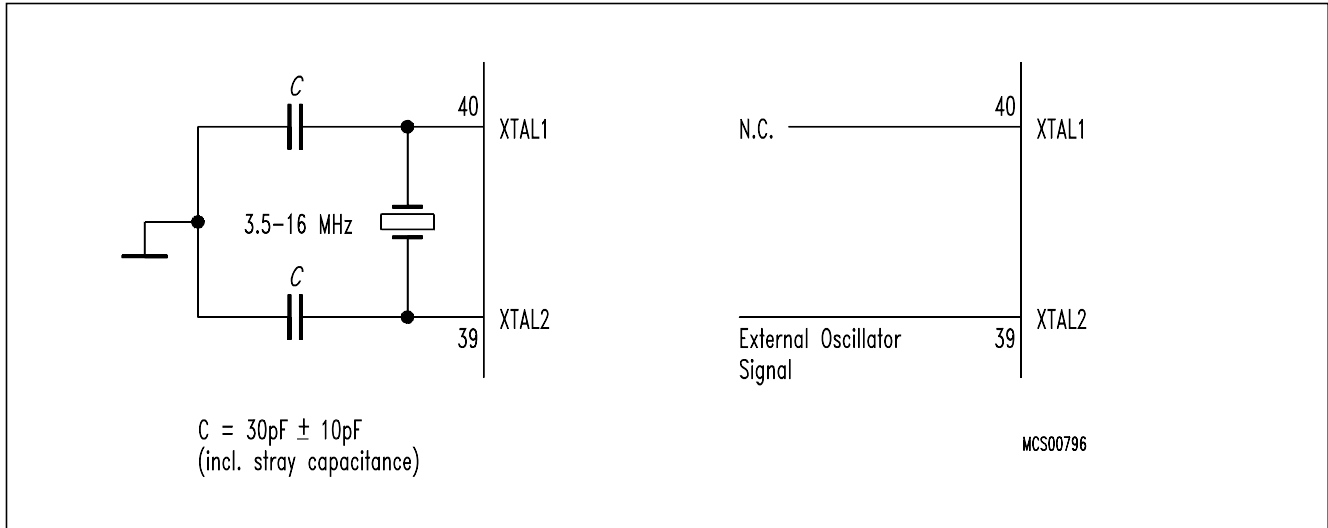 C
40
XTAL1
3.5-16 MHz
C
XTAL2
39
C = 30pF ± 10pF
(incl. stray capacitance)
40
N.C.
XTAL1
XTAL2
External Oscillator
39
Signal
MCS00796